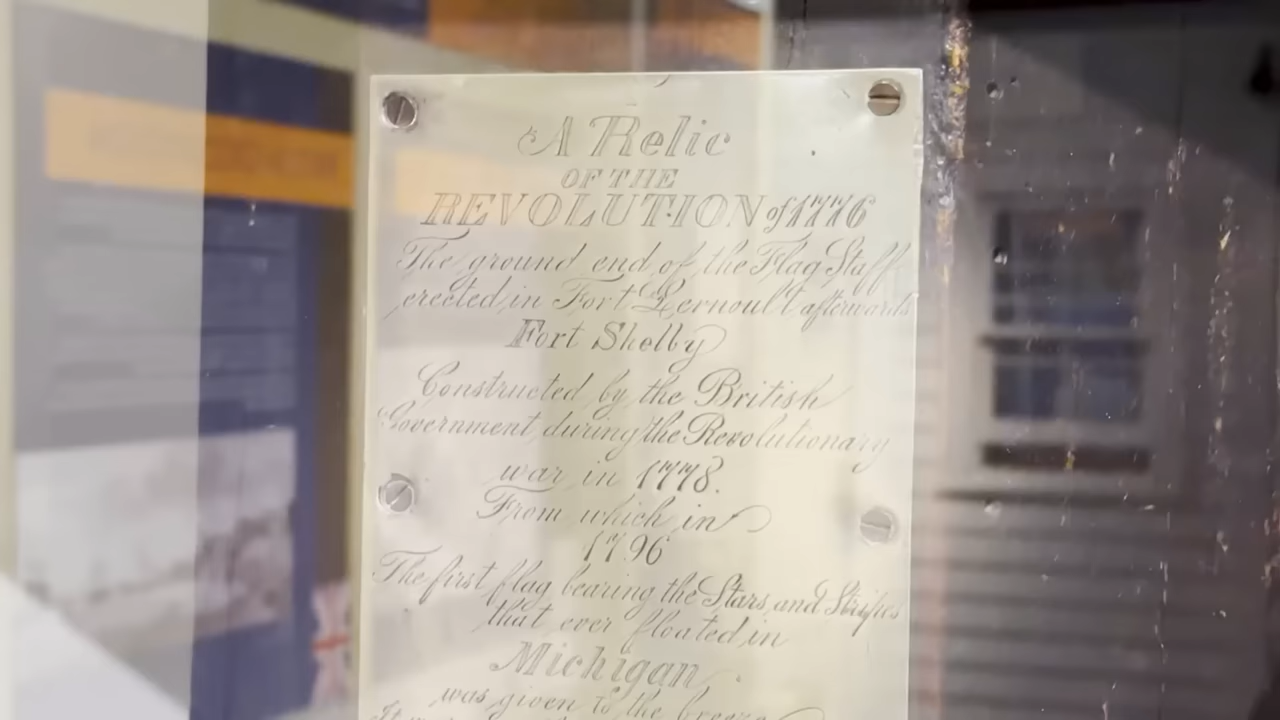 A Relic
OF THE
REVOLUTION of 1776
The ground end of the Flag Staff
erected in Fort Lernoult afterwards
Fort Shelby
Constructed by the British
Government, during the Revolutionary
war in 1778.
From which in
1796
The first flag bearing the Stars and Stripes
that ever floated in
Michigan
was given to the breeze
It